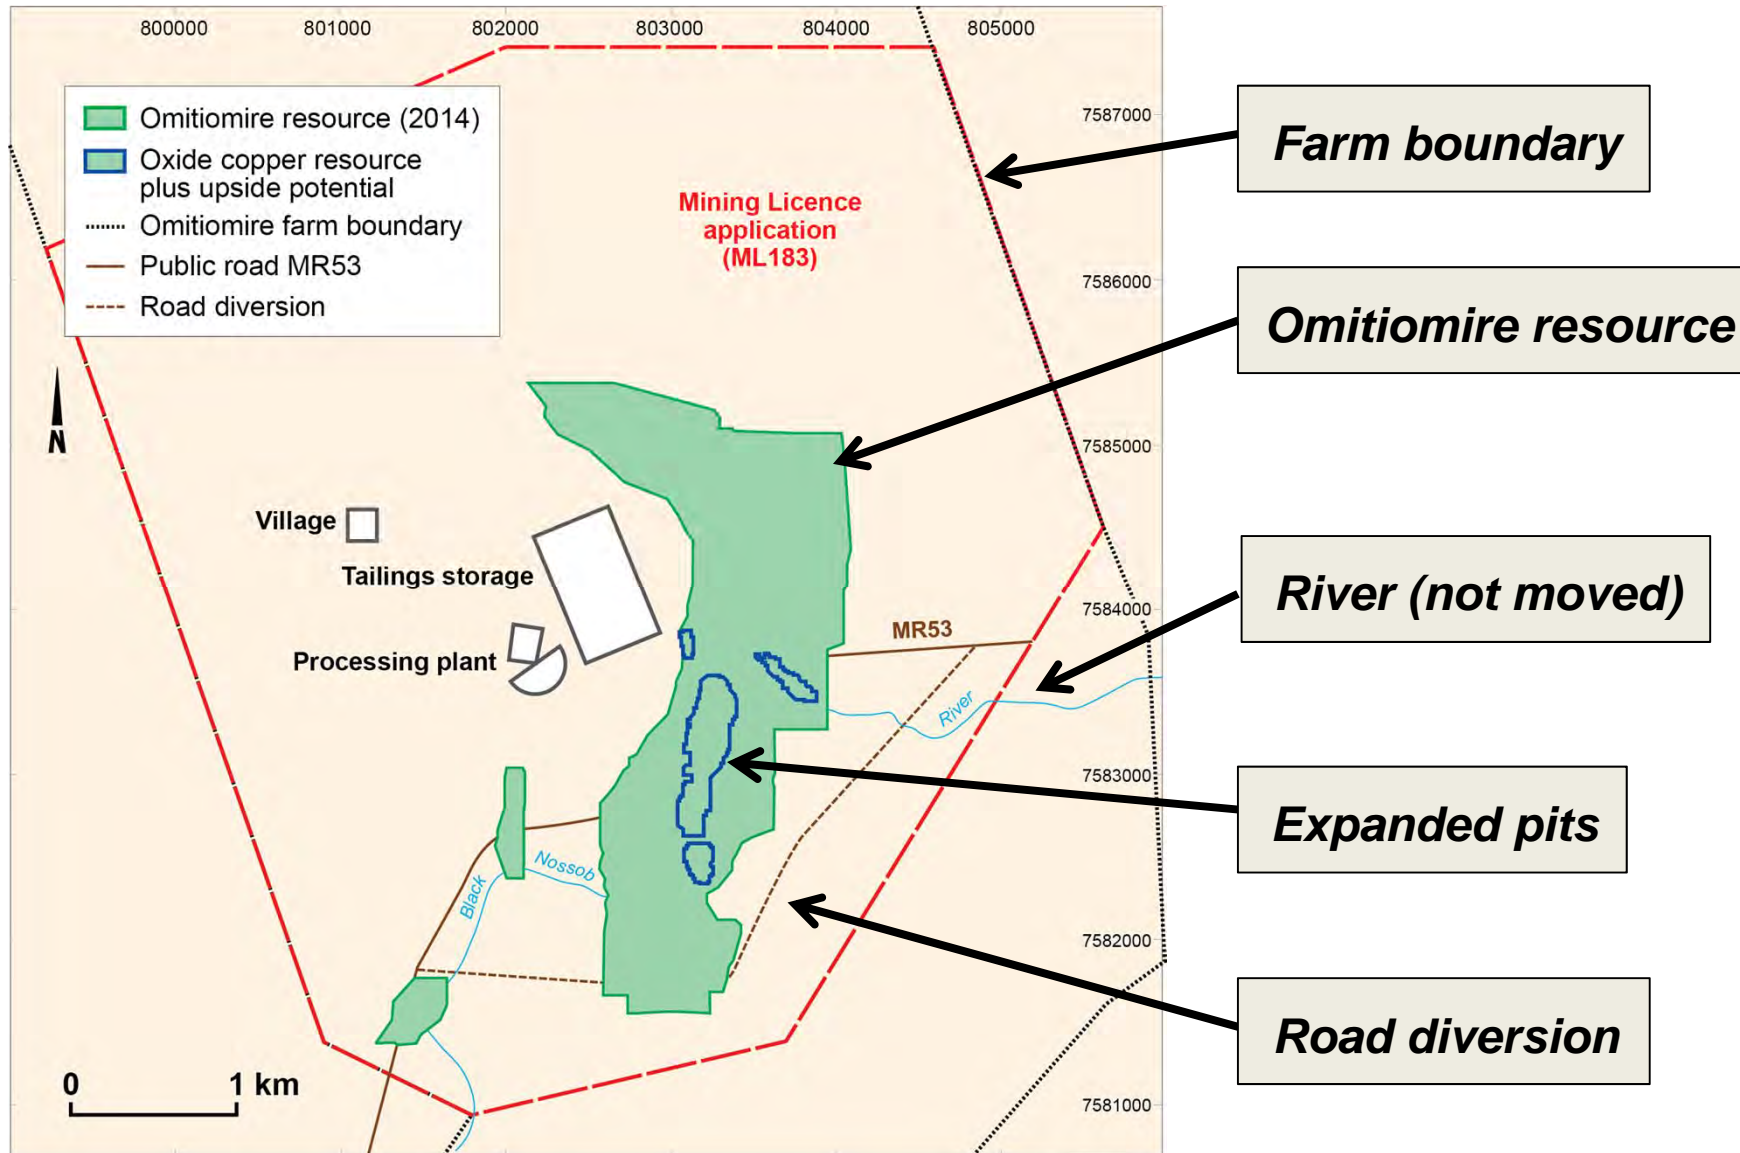 800000 801000 802000 803000 804000 805000
Omitiomire resource (2014)
Oxide copper resource
plus upside potential
Omitiomire farm boundary
Public road MR53
Road diversion
Mining Licence
application
(ML183)
7587000
7586000
7585000
7584000
7583000
7582000
7581000
N
Village
Tailings storage
Processing plant
MR53
River
Nossob
Black
0 1 km
Farm boundary
Omitiomire resource
River (not moved)
Expanded pits
Road diversion